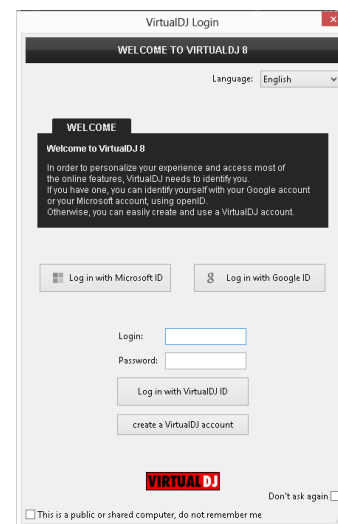 VirtualDJ Login
WELCOME TO VIRTUALDJ 8
Language: English
WELCOME
Welcome to VirtualDJ 8
In order to personalize your experience and access most of
the online features, VirtualDJ needs to identify you.
If you have one, you can identify yourself with your Google account
or your Microsoft account, using openID.
Otherwise, you can easily create and use a VirtualDJ account.
Log in with Microsoft ID
g Log in with Google ID
Login:
Password:
Log in with VirtualDJ ID
create a VirtualDJ account
VIRTUAL DJ
Don't ask again
This is a public or shared computer, do not remember me